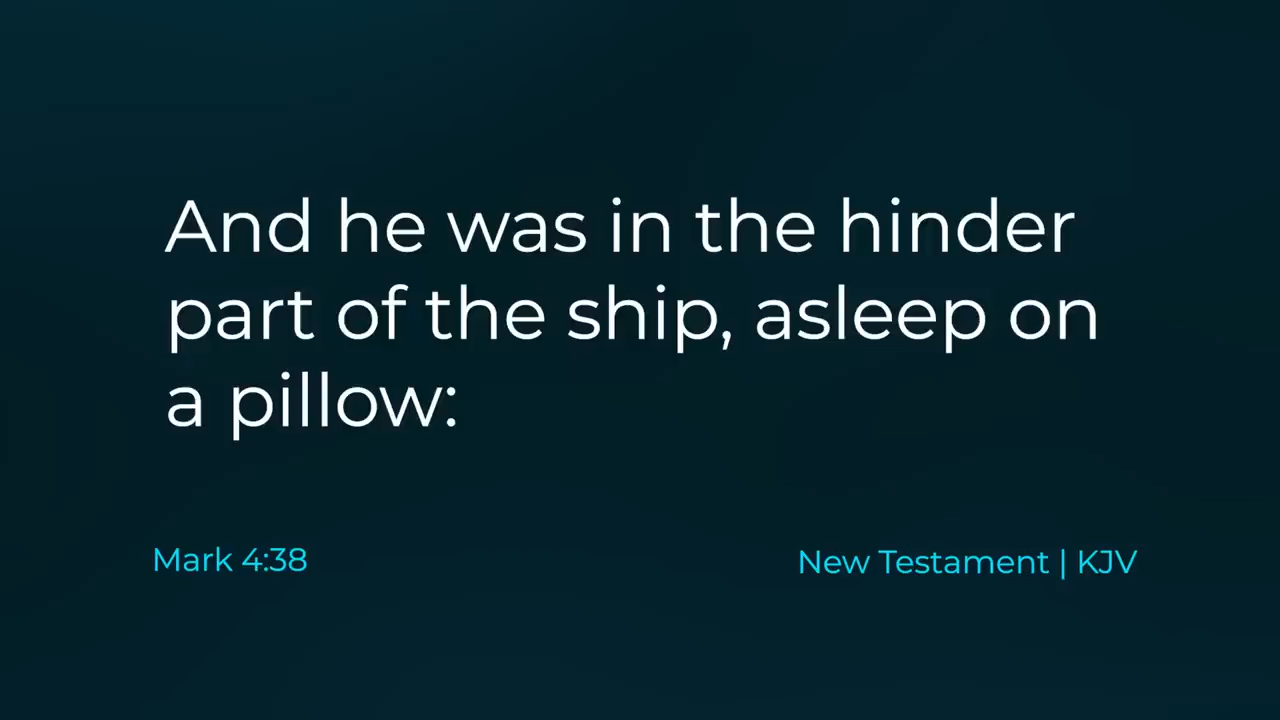 And he was in the hinder
part of the ship, asleep on
a pillow:
Mark 4:38
New Testament | KJV